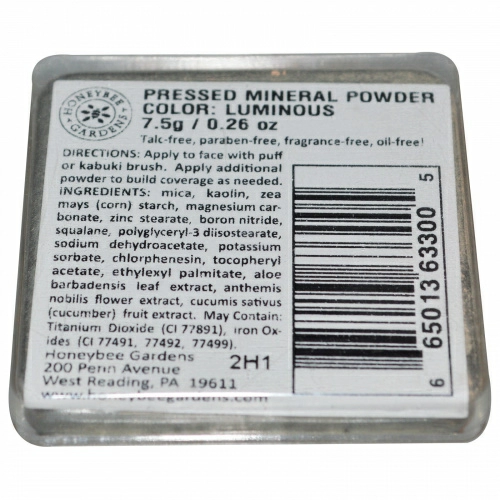 HONEYBEE
GARDENS
PRESSED MINERAL POWDER
COLOR: LUMINOUS
7.5g / 0.26 oz
Talc-free, paraben-free, fragrance-free, oil-free!
DIRECTIONS: Apply to face with puff
or kabuki brush. Apply additional
powder to build coverage as needed.
INGREDIENTS: mica, kaolin, zea
mays (corn) starch, magnesium car-
bonate, zinc stearate, boron nitride,
squalane, polyglyceryl-3 diisostearate,
sodium dehydroacetate, potassium
sorbate, chlorphenesin, tocopheryl
acetate, ethylexyl palmitate, aloe
barbadensis leaf extract, anthemis
nobilis flower extract, cucumis sativus
(cucumber) fruit extract. May Contain:
Titanium Dioxide (CI 77891), Iron Ox-
ides (CI 77491, 77492, 77499).
Honeybee Gardens
200 Penn Avenue
West Reading, PA 19611
www.honeybeegardens.com
2H1
6 65013 63300 5